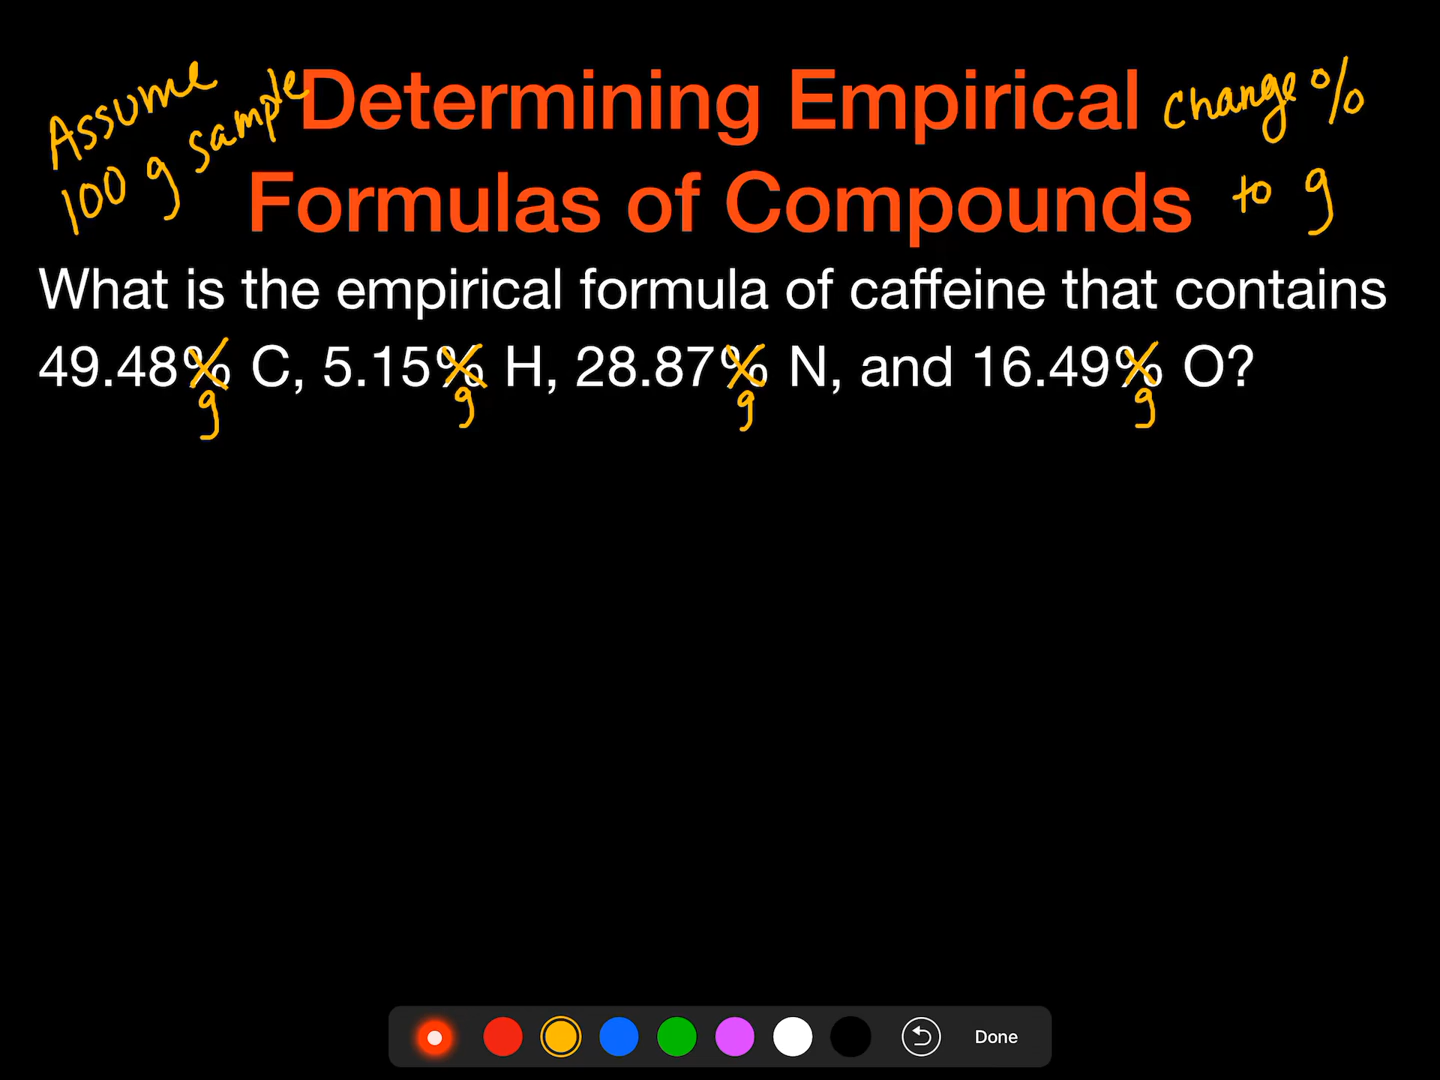 Assume
100 g sample
Determining Empirical
Formulas of Compounds
change %
to g
What is the empirical formula of caffeine that contains
49.48% C, 5.15% H, 28.87% N, and 16.49% O?
g g g g
Done